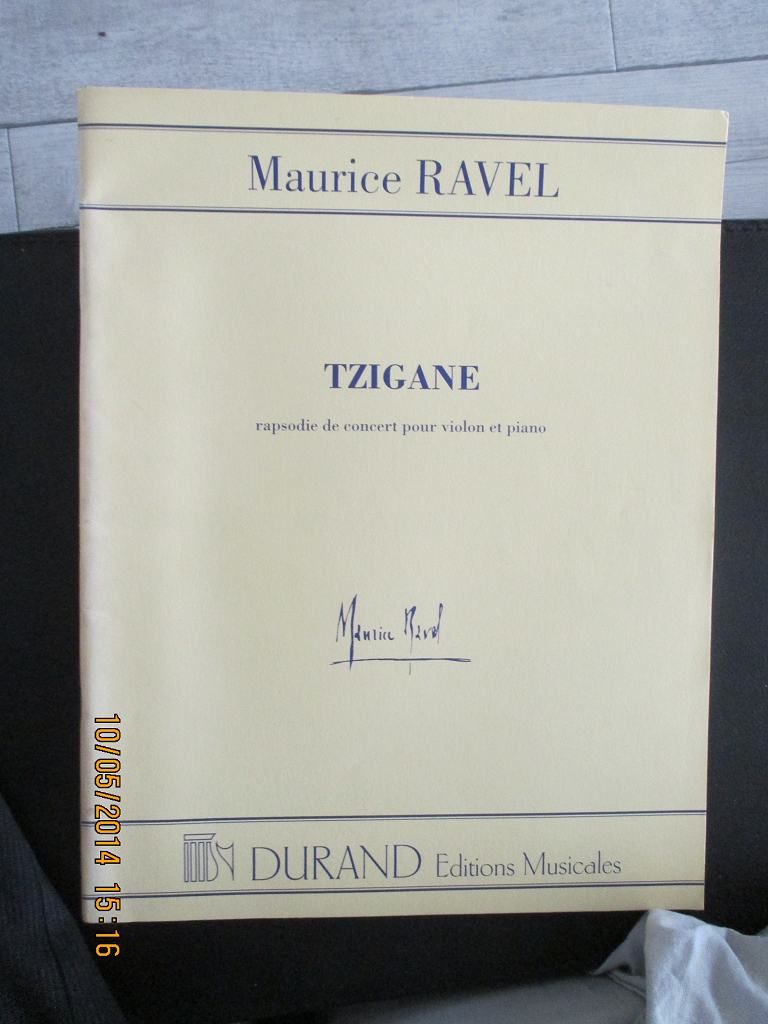 Maurice RAVEL
TZIGANE
rapsodie de concert pour violon et piano
Maurice Ravel
DURAND Editions Musicales
10/05/2014 15:16